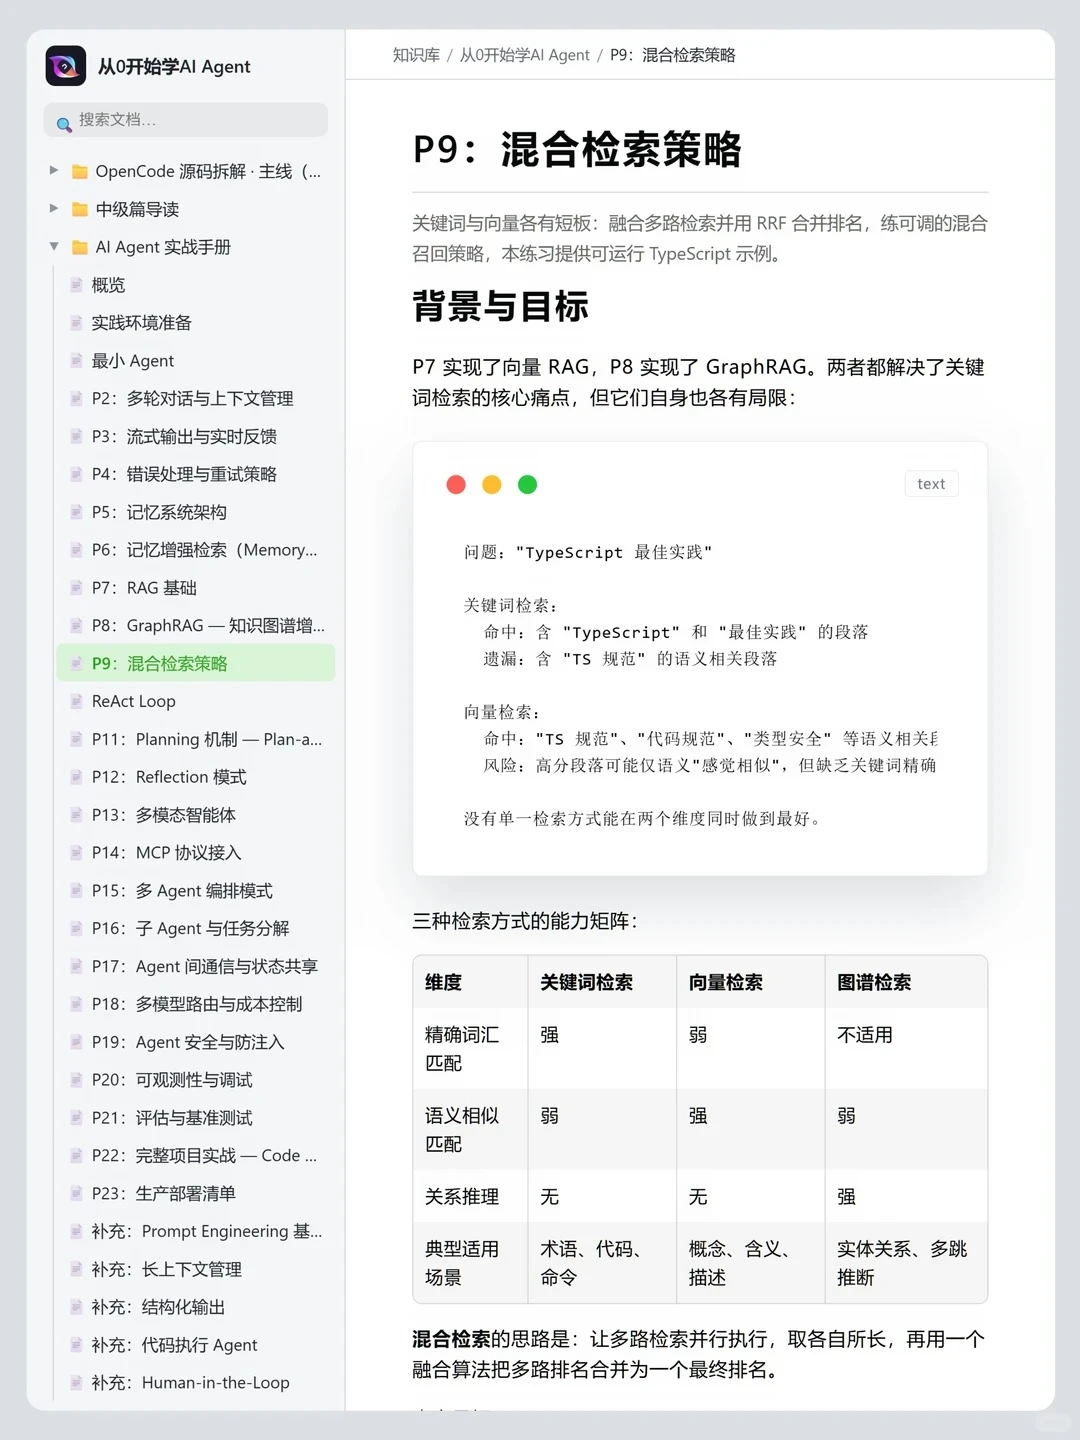 从0开始学AI Agent
搜索文档...
OpenCode 源码拆解 · 主线（...
中级篇导读
AI Agent 实战手册
概览
实践环境准备
最小 Agent
P2：多轮对话与上下文管理
P3：流式输出与实时反馈
P4：错误处理与重试策略
P5：记忆系统架构
P6：记忆增强检索（Memory...
P7：RAG 基础
P8：GraphRAG — 知识图谱增...
P9：混合检索策略
ReAct Loop
P11：Planning 机制 — Plan-a...
P12：Reflection 模式
P13：多模态智能体
P14：MCP 协议接入
P15：多 Agent 编排模式
P16：子 Agent 与任务分解
P17：Agent 间通信与状态共享
P18：多模型路由与成本控制
P19：Agent 安全与防注入
P20：可观测性与调试
P21：评估与基准测试
P22：完整项目实战 — Code ...
P23：生产部署清单
补充：Prompt Engineering 基...
补充：长上下文管理
补充：结构化输出
补充：代码执行 Agent
补充：Human-in-the-Loop
知识库 / 从0开始学AI Agent / P9：混合检索策略
P9：混合检索策略
关键词与向量各有短板：融合多路检索并用 RRF 合并排名，练可调的混合
召回策略，本练习提供可运行 TypeScript 示例。
背景与目标
P7 实现了向量 RAG，P8 实现了 GraphRAG。两者都解决了关键
词检索的核心痛点，但它们自身也各有局限：
text
问题："TypeScript 最佳实践"
关键词检索：
命中：含 "TypeScript" 和 "最佳实践" 的段落
遗漏：含 "TS 规范" 的语义相关段落
向量检索：
命中："TS 规范"、"代码规范"、"类型安全" 等语义相关
风险：高分段落可能仅语义"感觉相似"，但缺乏关键词精确
没有单一检索方式能在两个维度同时做到最好。
三种检索方式的能力矩阵：
维度 关键词检索 向量检索 图谱检索
精确词汇 强 弱 不适用
匹配
语义相似 弱 强 弱
匹配
关系推理 无 无 强
典型适用 术语、代码、 概念、含义、 实体关系、多跳
场景 命令 描述 推断
混合检索的思路是：让多路检索并行执行，取各自所长，再用一个
融合算法把多路排名合并为一个最终排名。